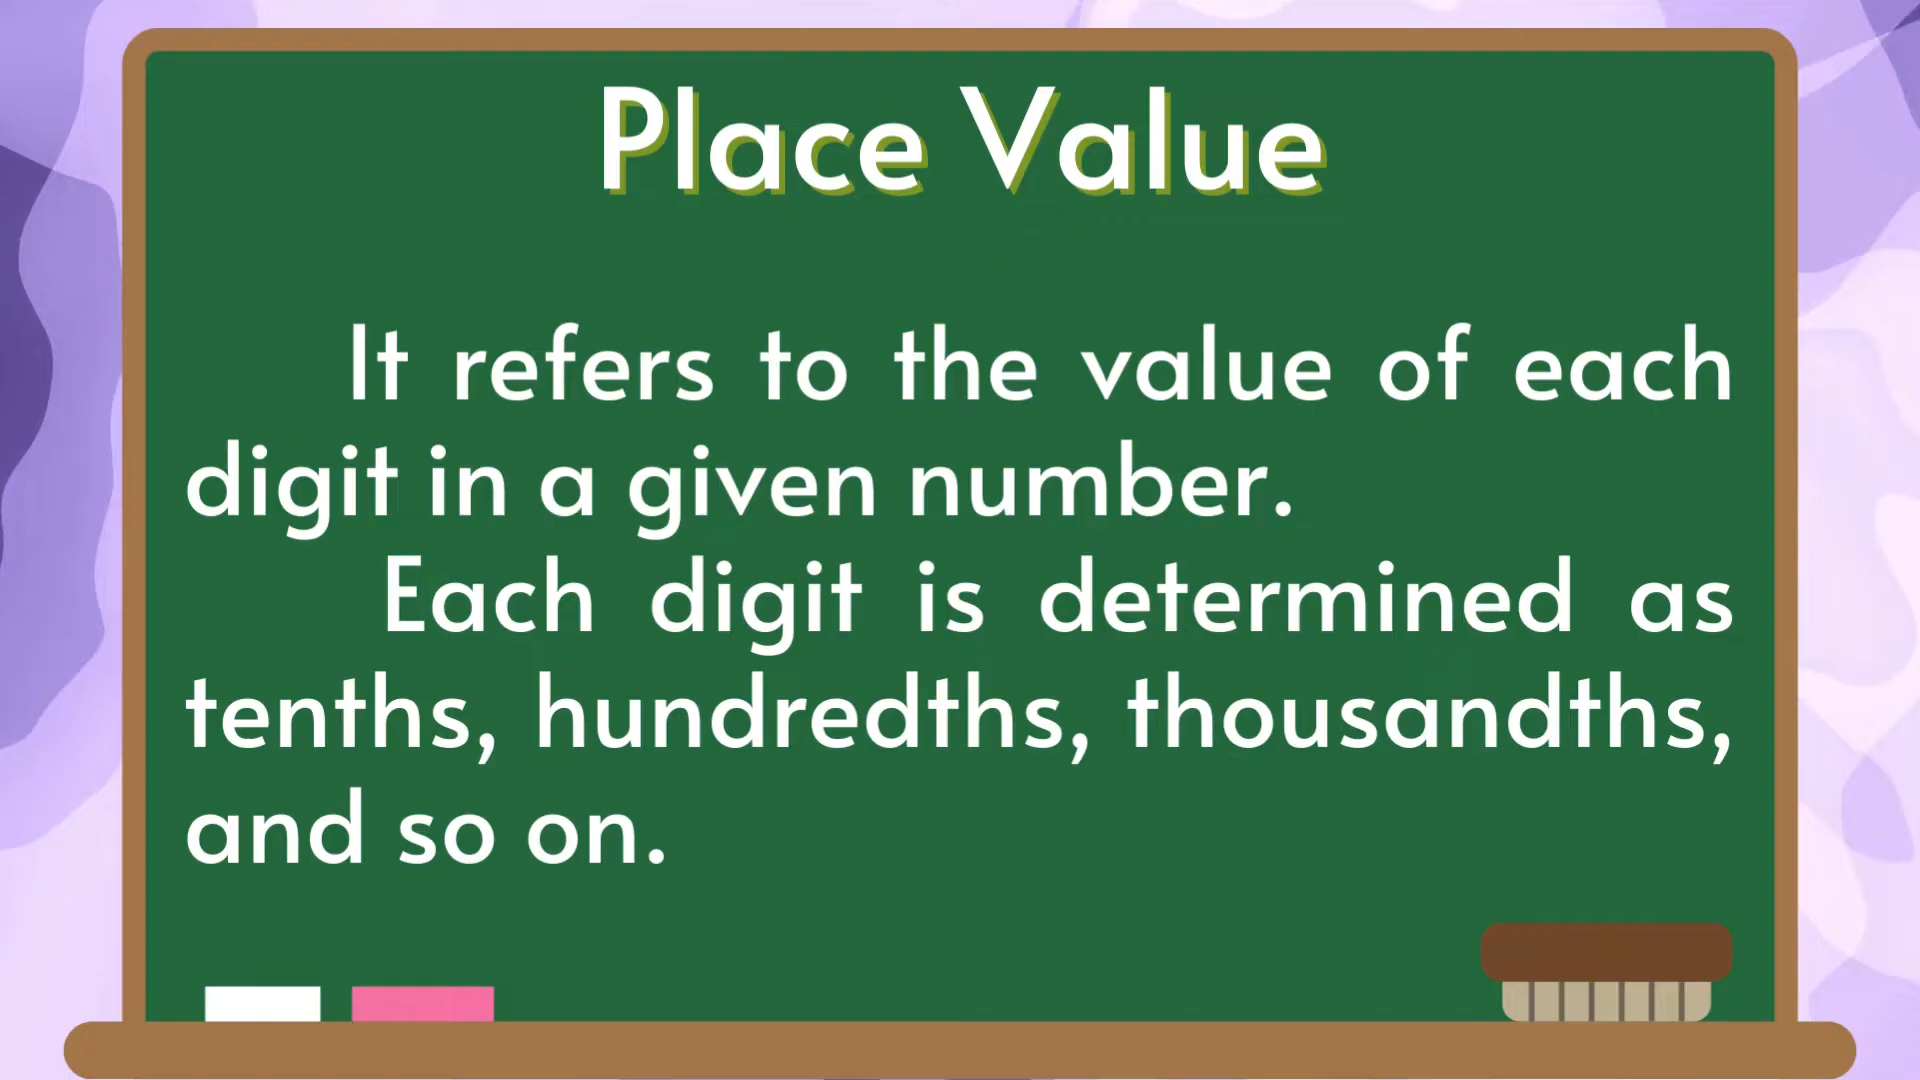 Place Value
It refers to the value of each
digit in a given number.
Each digit is determined as
tenths, hundredths, thousandths,
and so on.